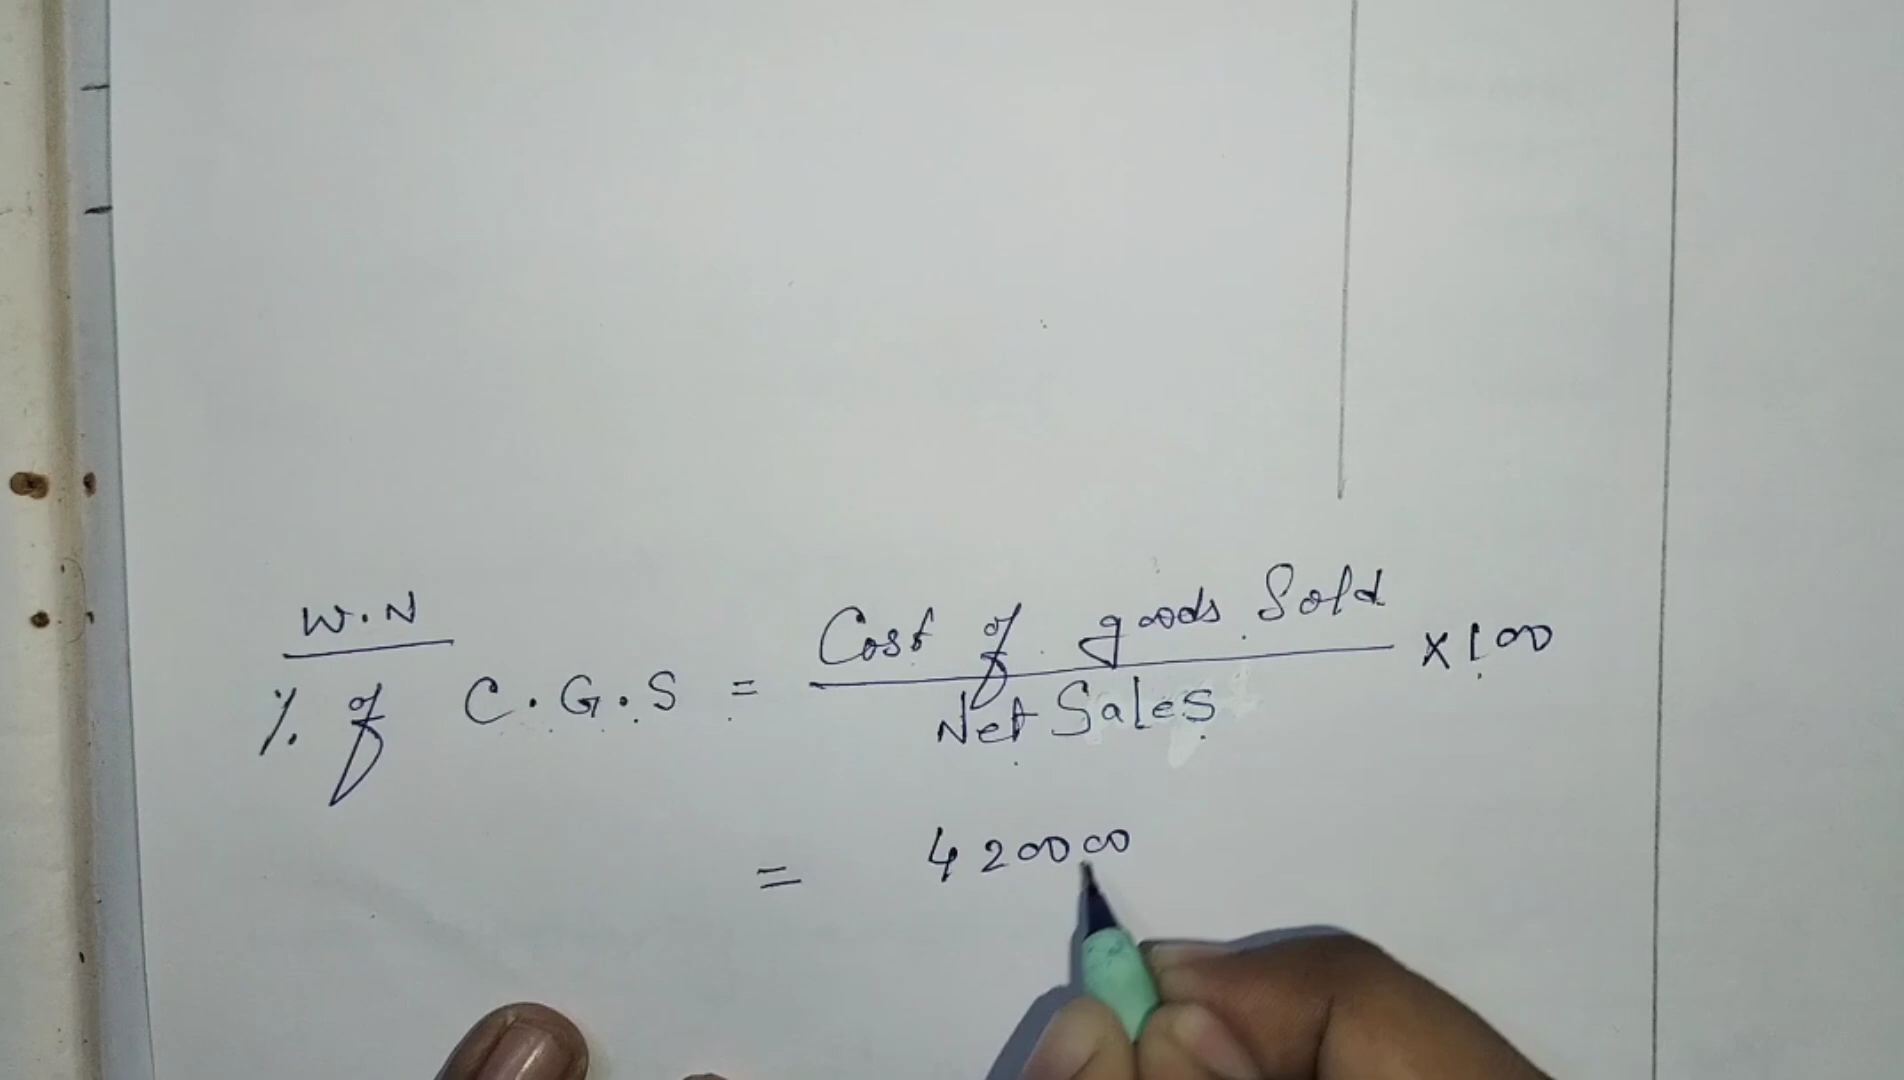 W.N
% of C.G.S = Cost of goods Sold / Net Sales × 100
= 420000